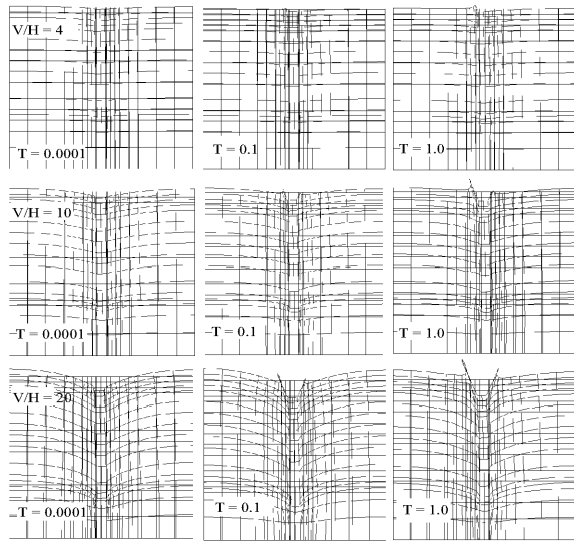 V/H = 4
T = 0.0001
T = 0.1
T = 1.0
V/H = 10
T = 0.0001
T = 0.1
T = 1.0
V/H = 20
T = 0.0001
T = 0.1
T = 1.0